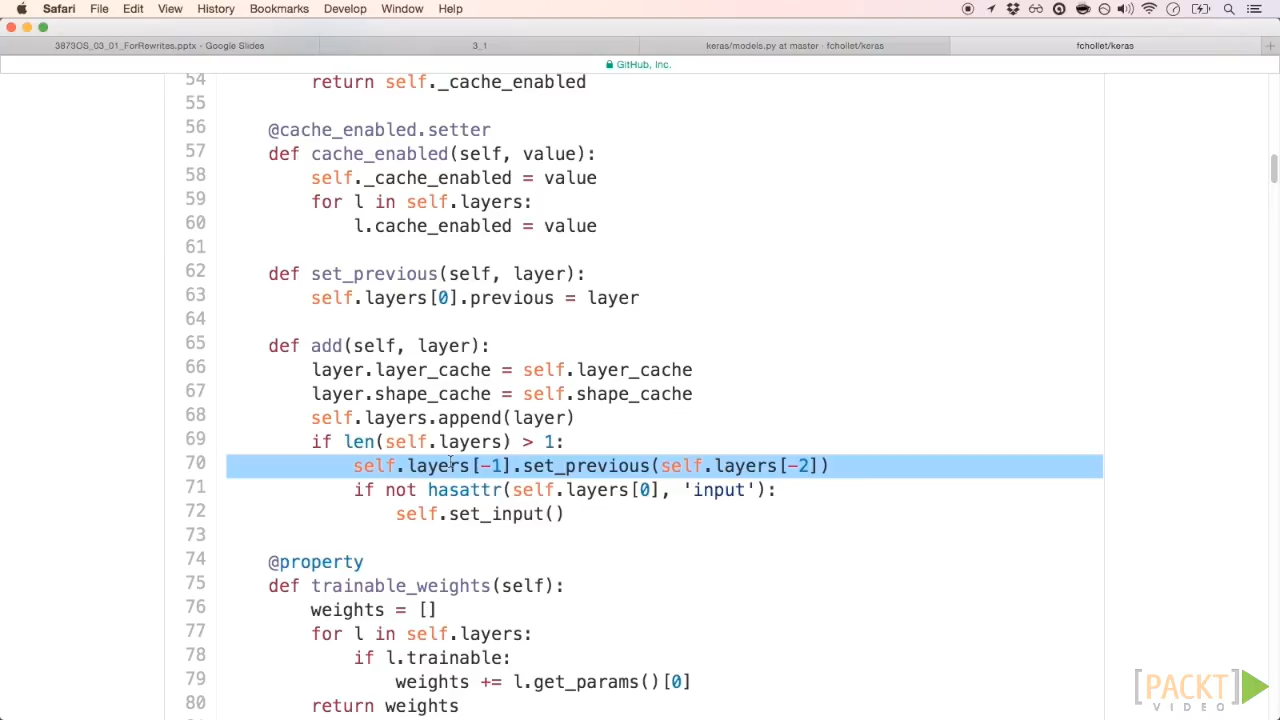 Safari File Edit View History Bookmarks Develop Window Help
3873OS_03_01_ForRewrites.pptx - Google Slides 3_1 keras/models.py at master · fchollet/keras fchollet/keras
GitHub, Inc.
54 return self._cache_enabled
55
56 @cache_enabled.setter
57 def cache_enabled(self, value):
58 self._cache_enabled = value
59 for l in self.layers:
60 l.cache_enabled = value
61
62 def set_previous(self, layer):
63 self.layers[0].previous = layer
64
65 def add(self, layer):
66 layer.layer_cache = self.layer_cache
67 layer.shape_cache = self.shape_cache
68 self.layers.append(layer)
69 if len(self.layers) > 1:
70 self.layers[-1].set_previous(self.layers[-2])
71 if not hasattr(self.layers[0], 'input'):
72 self.set_input()
73
74 @property
75 def trainable_weights(self):
76 weights = []
77 for l in self.layers:
78 if l.trainable:
79 weights += l.get_params()[0]
80 return weights
[PACKT]
VIDEO